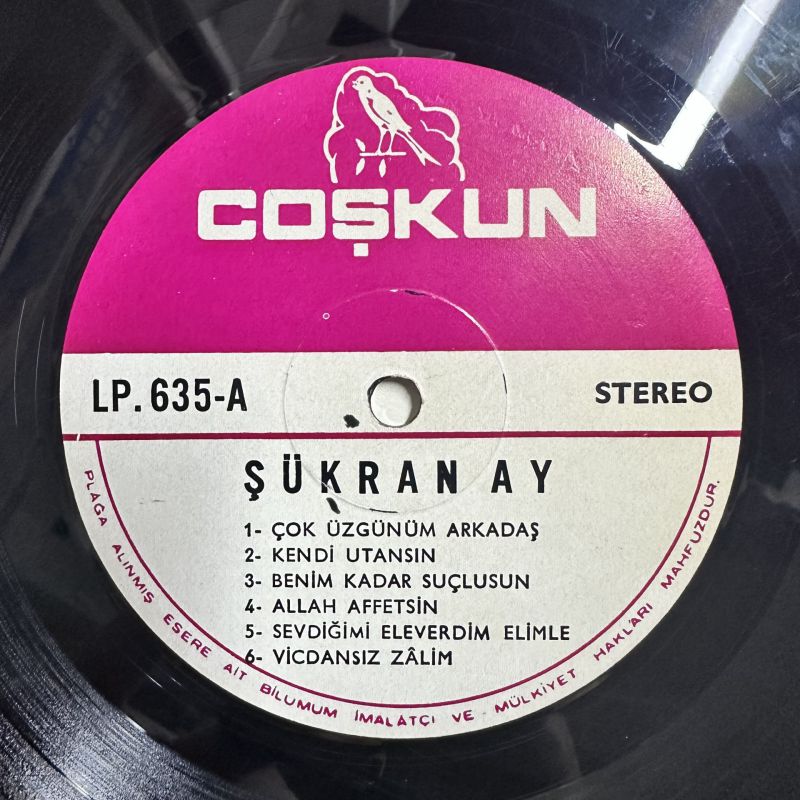 COŞKUN
LP. 635-A
STEREO
ŞÜKRAN AY
1- ÇOK ÜZGÜNÜM ARKADAŞ
2- KENDİ UTANSIN
3- BENİM KADAR SUÇLUSUN
4- ALLAH AFFETSİN
5- SEVDİĞİMİ ELEVERDİM ELİMLE
6- VİCDANSIZ ZÂLİM
PLAĞA ALINMIŞ ESERE AİT BİLUMUM İMALATÇI VE MÜLKİYET HAKLARI MAHFUZDUR.